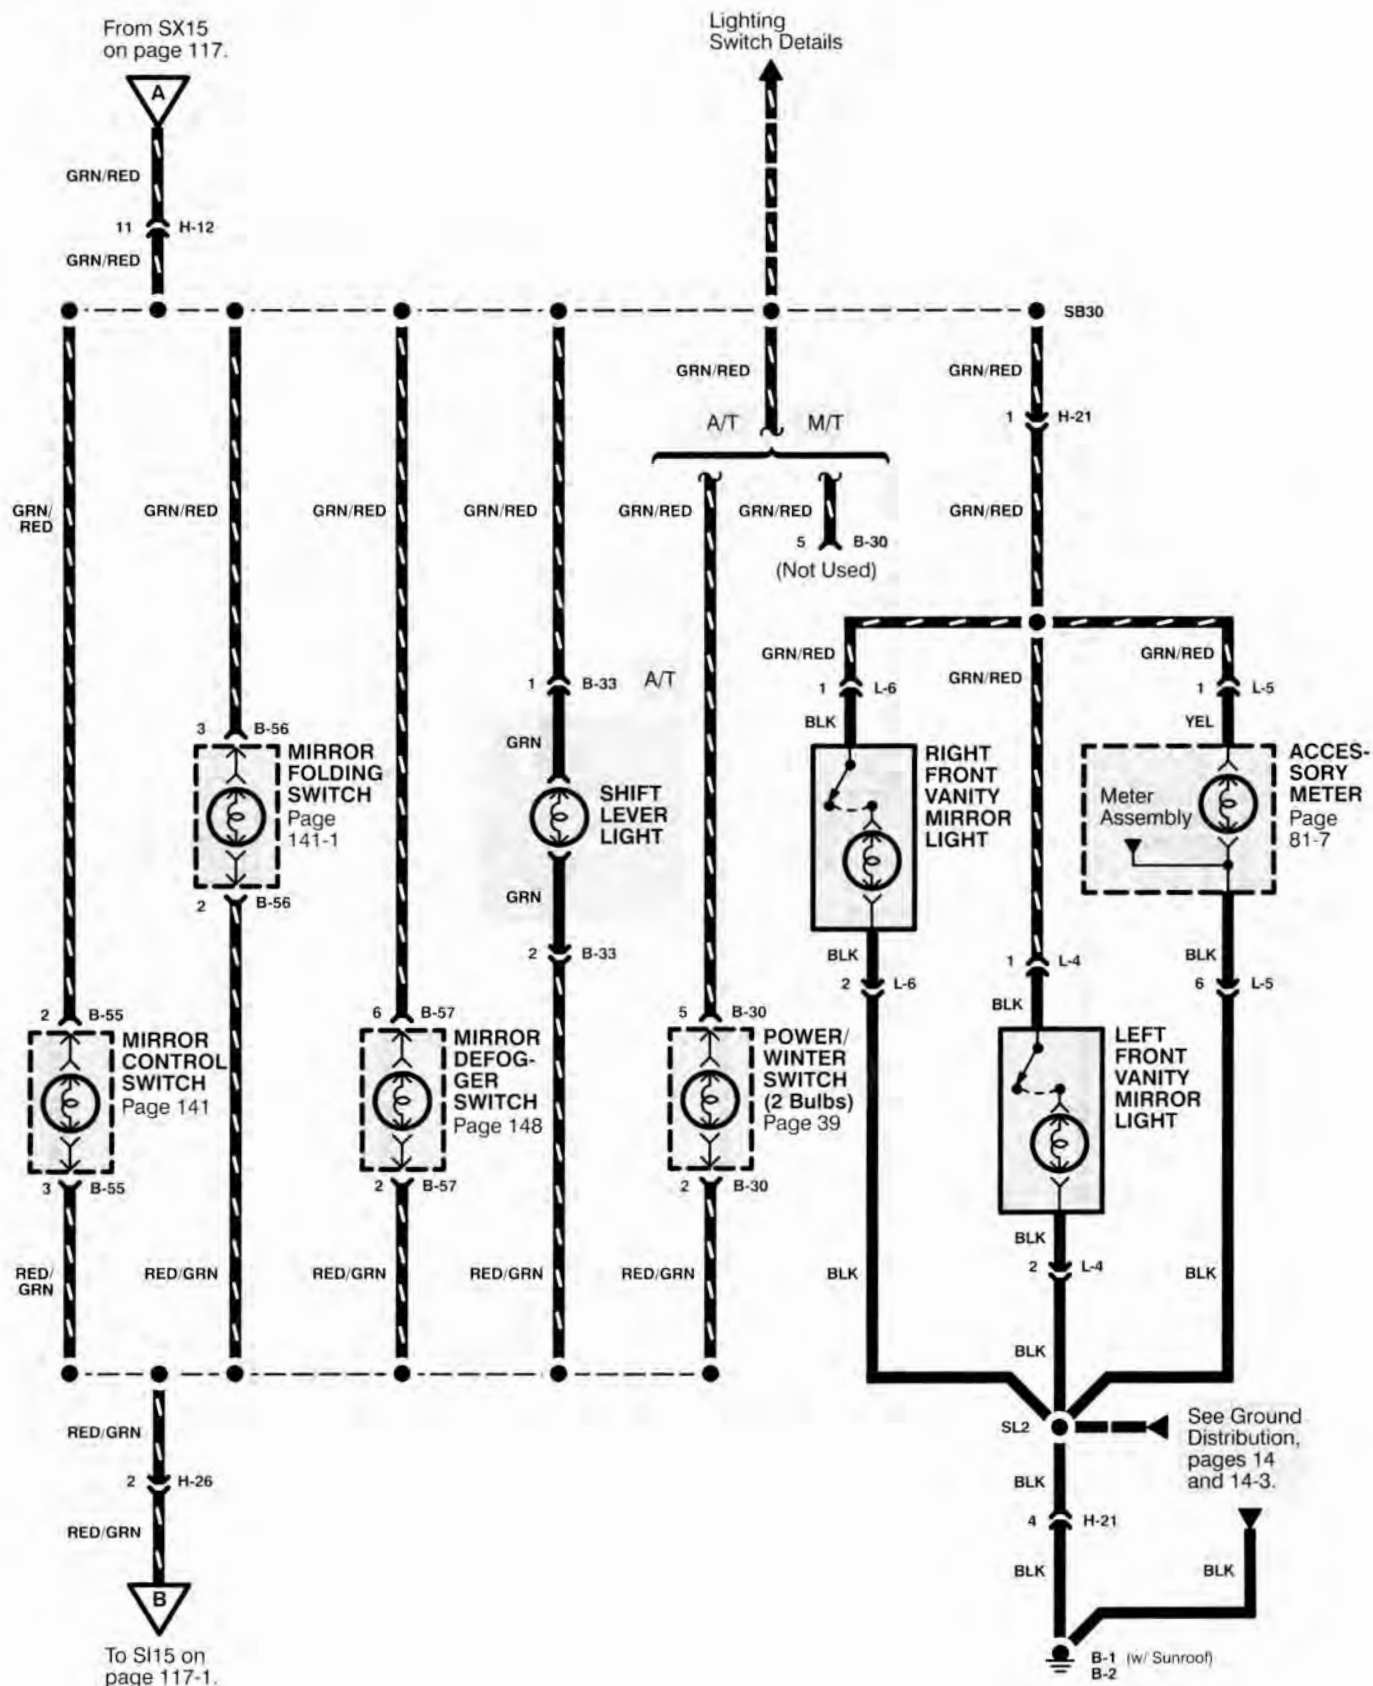 From SX15
on page 117.
A
Lighting
Switch Details
GRN/RED
11 H-12
GRN/RED
SB30
GRN/RED
GRN/RED
1 H-21
A/T M/T
GRN/
RED
GRN/RED
GRN/RED
GRN/RED
GRN/RED
GRN/RED
GRN/RED
5 B-30
(Not Used)
GRN/RED
GRN/RED
GRN/RED
1 B-33 A/T
1 L-6
1 L-5
BLK
YEL
3 B-56
GRN
MIRROR
FOLDING
SWITCH
Page
141-1
SHIFT
LEVER
LIGHT
RIGHT
FRONT
VANITY
MIRROR
LIGHT
Meter
Assembly
ACCES-
SORY
METER
Page
81-7
2 B-56
GRN
2 B-33
BLK
2 L-6
1 L-4
BLK
BLK
6 L-5
2 B-55
6 B-57
5 B-30
MIRROR
CONTROL
SWITCH
Page 141
MIRROR
DEFOG-
GER
SWITCH
Page 148
POWER/
WINTER
SWITCH
(2 Bulbs)
Page 39
LEFT
FRONT
VANITY
MIRROR
LIGHT
3 B-55
2 B-57
2 B-30
BLK
2 L-4
RED/
GRN
RED/GRN
RED/GRN
RED/GRN
RED/GRN
BLK
BLK
BLK
RED/GRN
2 H-26
RED/GRN
SL2
See Ground
Distribution,
pages 14
and 14-3.
BLK
4 H-21
BLK
BLK
B
To SI15 on
page 117-1.
B-1 (w/ Sunroof)
B-2